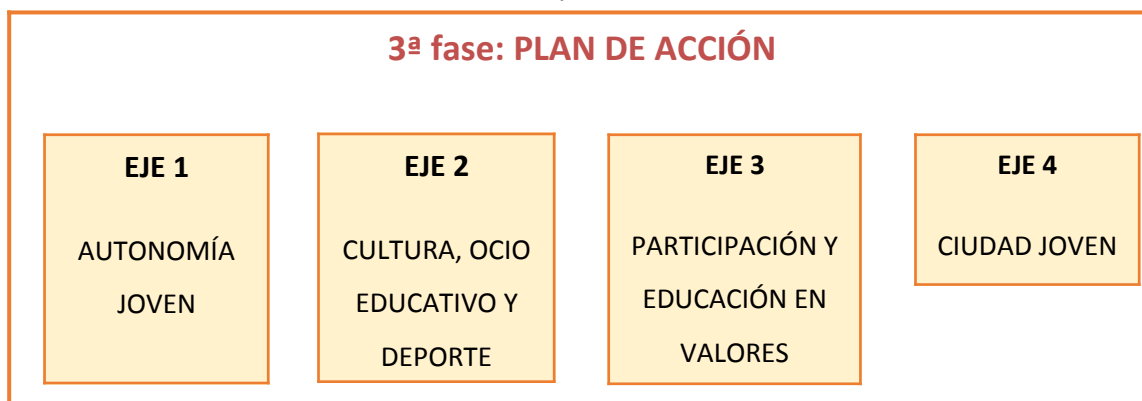 3ª fase: PLAN DE ACCIÓN
EJE 1
AUTONOMÍA
JOVEN
EJE 2
CULTURA, OCIO
EDUCATIVO Y
DEPORTE
EJE 3
PARTICIPACIÓN Y
EDUCACIÓN EN
VALORES
EJE 4
CIUDAD JOVEN